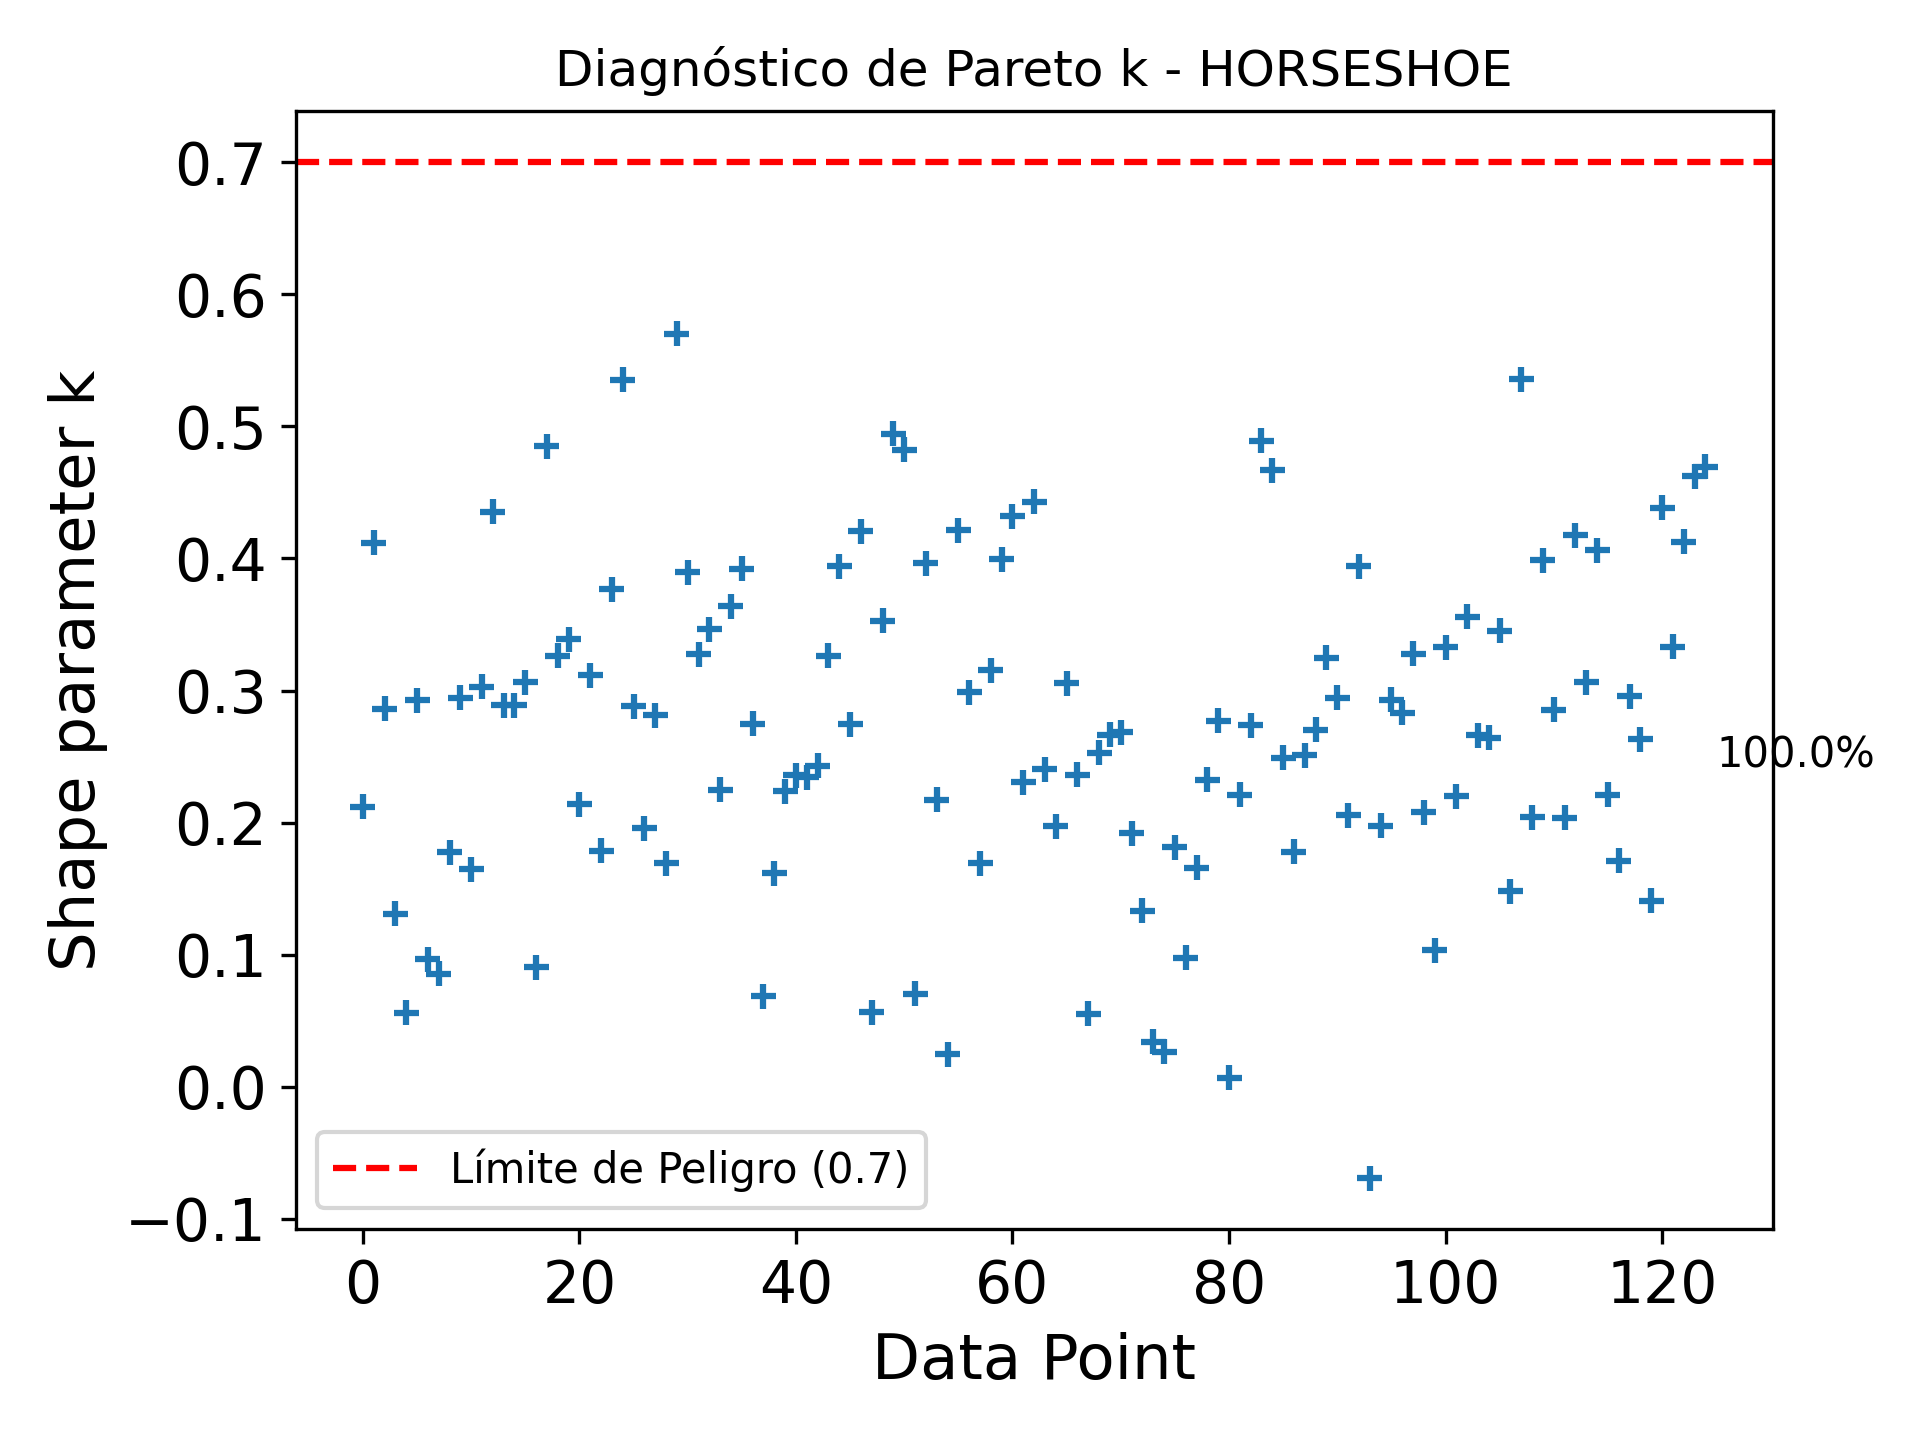 Diagnóstico de Pareto k - HORSESHOE
Shape parameter k
0.7
0.6
0.5
0.4
0.3
0.2
0.1
0.0
−0.1
100.0%
Límite de Peligro (0.7)
0 20 40 60 80 100 120
Data Point